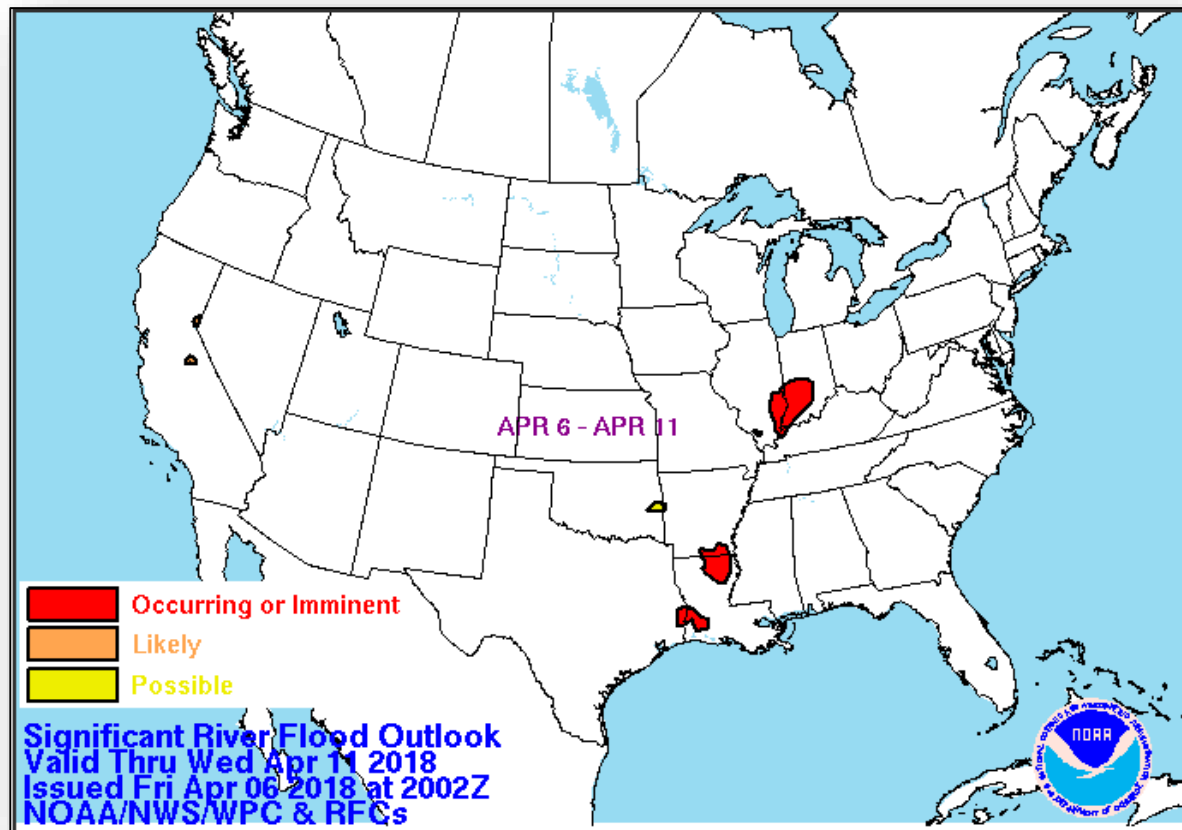 APR 6 - APR 11
Occurring or Imminent
Likely
Possible
Significant River Flood Outlook
Valid Thru Wed Apr 11 2018
Issued Fri Apr 06 2018 at 2002Z
NOAA/NWS/WPC & RFCs
NOAA